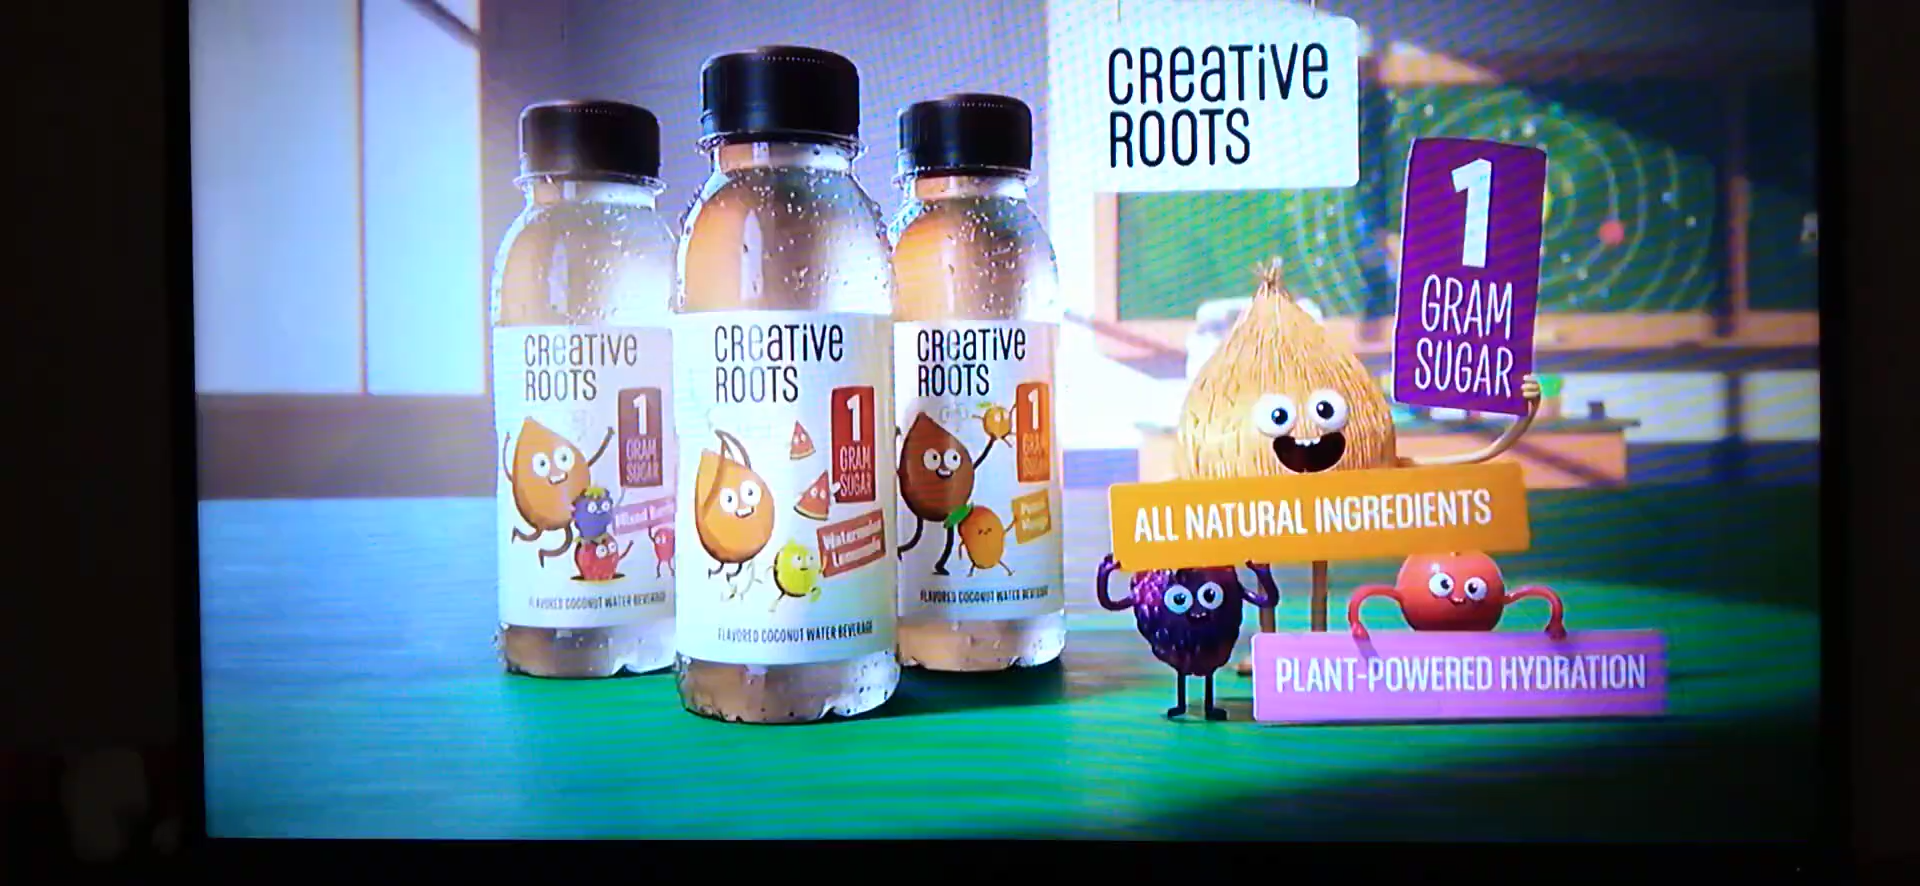 CREATIVE
ROOTS
1
GRAM
SUGAR
ALL NATURAL INGREDIENTS
PLANT-POWERED HYDRATION
CREATIVE
ROOTS
1
GRAM
SUGAR
Mixed Berry
FLAVORED COCONUT WATER BEVERAGE
CREATIVE
ROOTS
1
GRAM
SUGAR
Watermelon
Lemonade
FLAVORED COCONUT WATER BEVERAGE
CREATIVE
ROOTS
1
GRAM
SUGAR
FLAVORED COCONUT WATER BEVERAGE